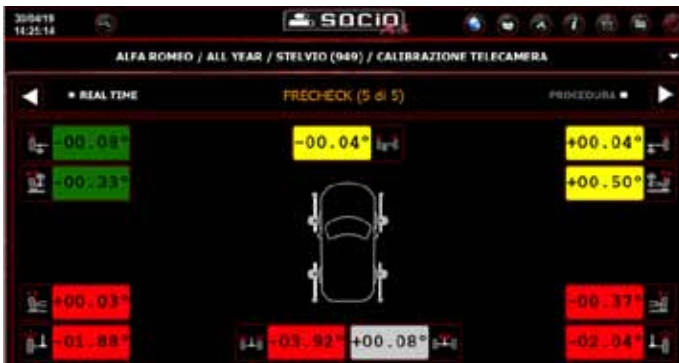 30/04/19
14:25:14
SOCIO
ALFA ROMEO / ALL YEAR / STELVIO (949) / CALIBRAZIONE TELECAMERA
REAL TIME
PRECHECK (5 di 5)
PROCEDURA
-00.08°
-00.04°
+00.04°
-00.33°
+00.50°
+00.03°
-00.37°
-01.88°
-03.92°
+00.08°
-02.04°